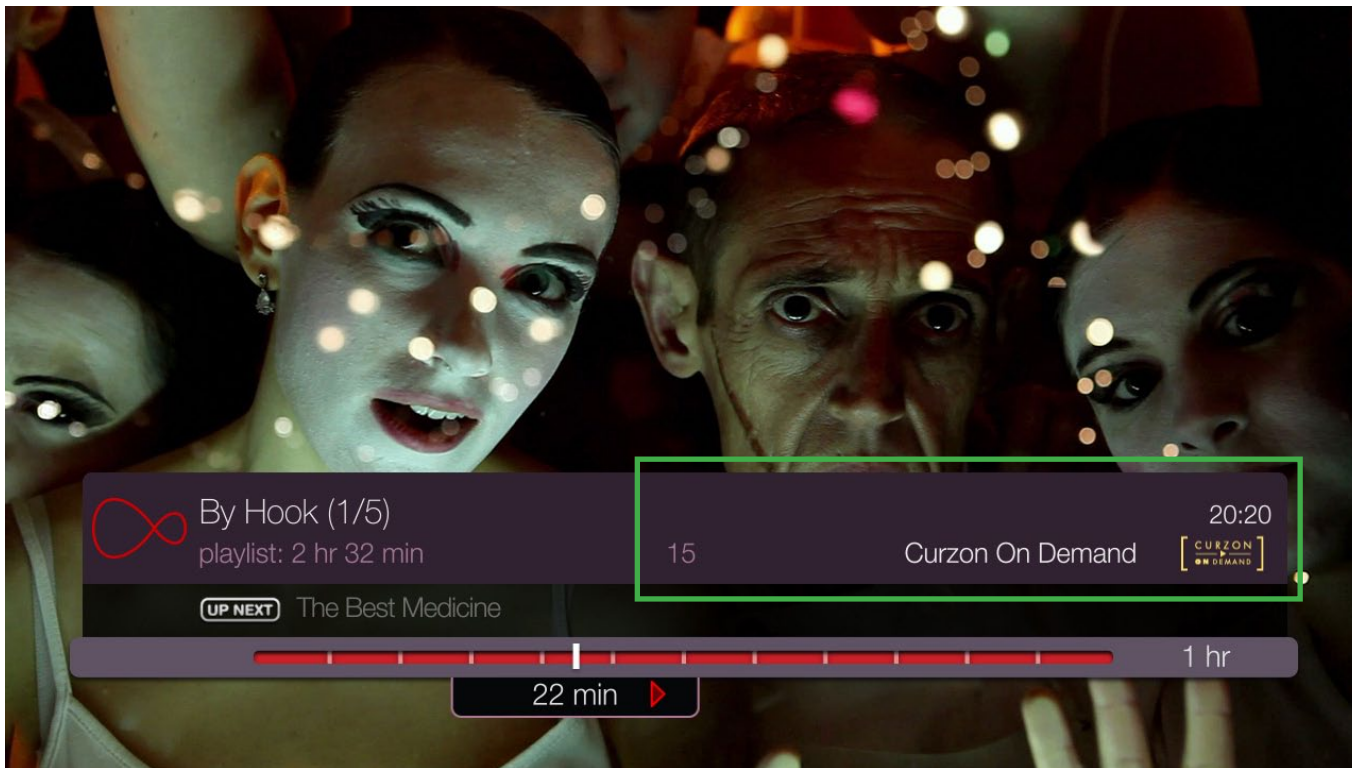 By Hook (1/5)
20:20
playlist: 2 hr 32 min
15
Curzon On Demand
CURZON
ON DEMAND
UP NEXT
The Best Medicine
1 hr
22 min